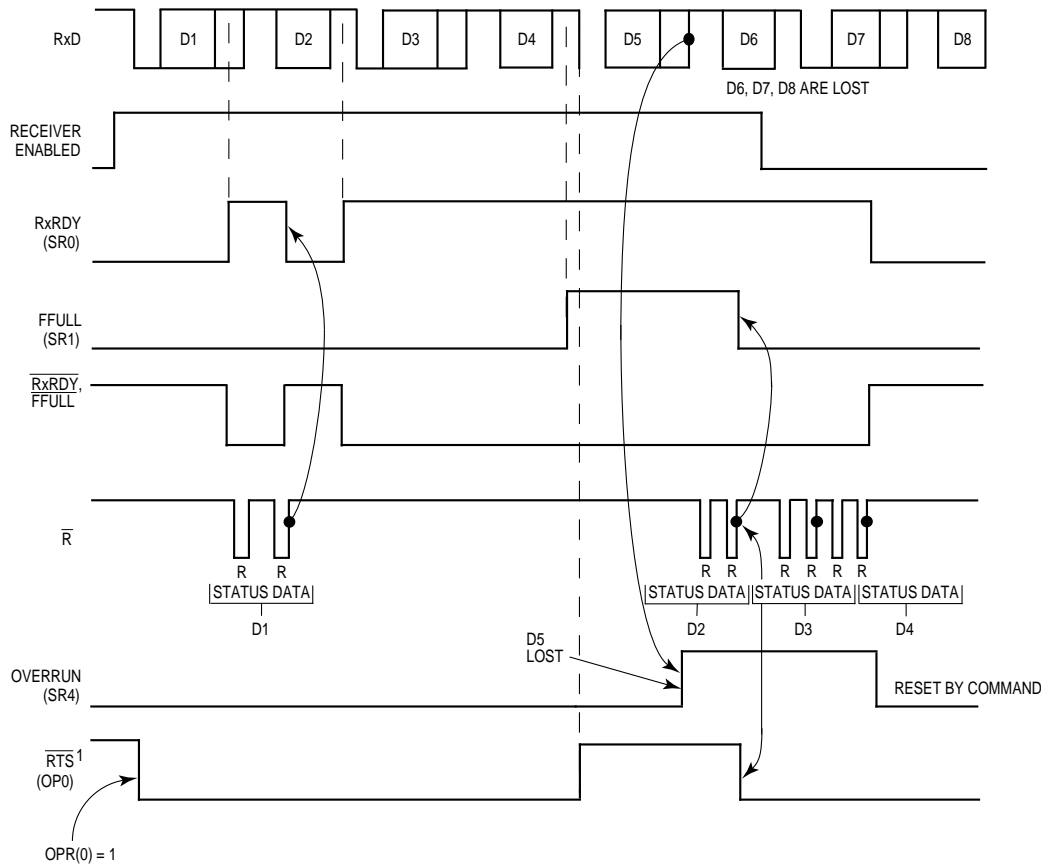 RxD
D1
D2
D3
D4
D5
D6
D7
D8
D6, D7, D8 ARE LOST
RECEIVER
ENABLED
RxRDY
(SR0)
FFULL
(SR1)
RxRDY,
FFULL
R
R R R R R R R R
STATUS DATA STATUS DATA STATUS DATA STATUS DATA
D1 D2 D3 D4
D5
LOST
OVERRUN
(SR4)
RESET BY COMMAND
RTS1
(OP0)
OPR(0) = 1